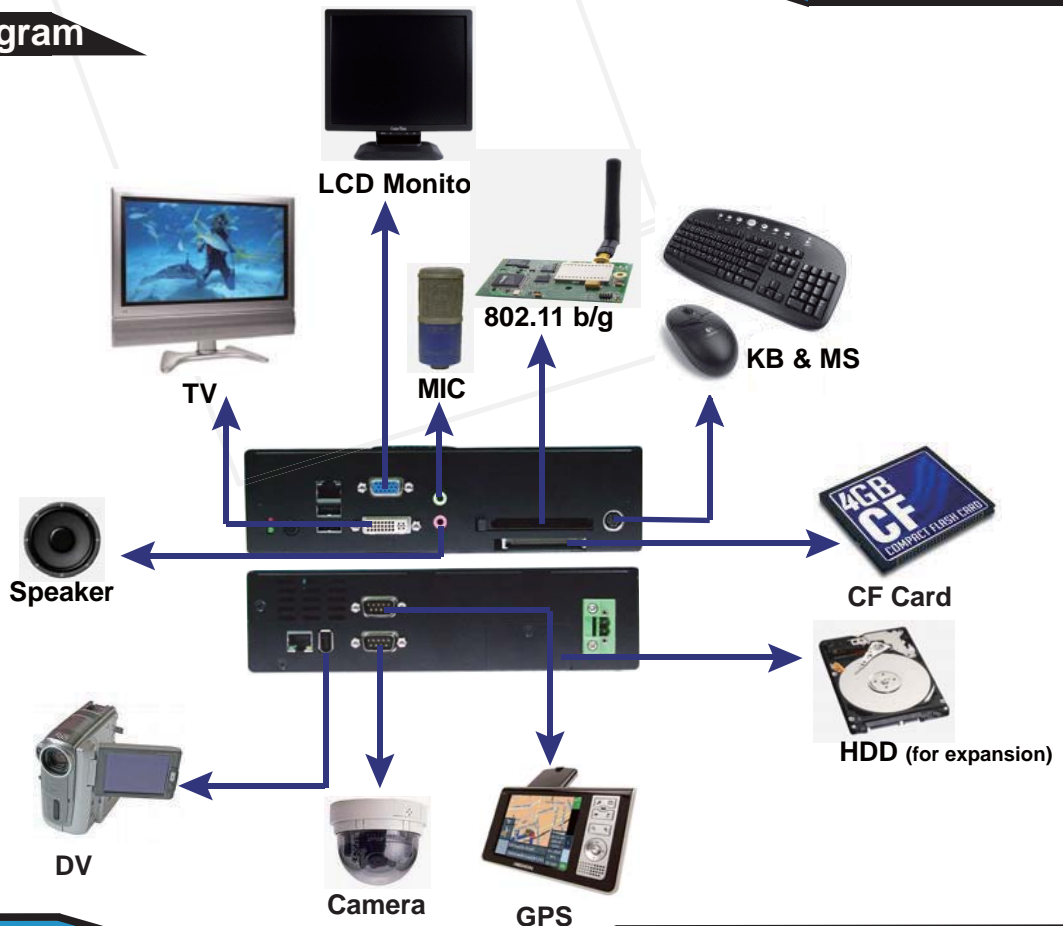 gram
LCD Monito
802.11 b/g
KB & MS
MIC
TV
4GB
CF
COMPACT FLASH CARD
Speaker
CF Card
HDD (for expansion)
DV
Camera
GPS